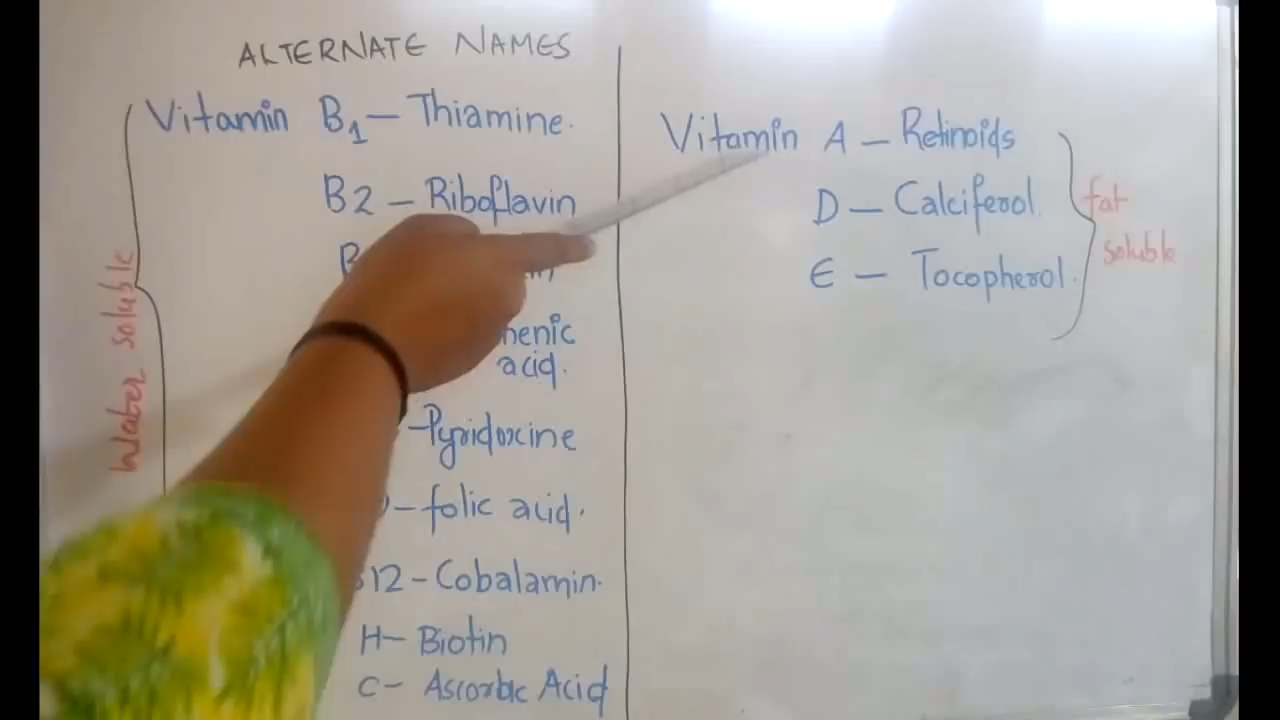 ALTERNATE NAMES
Vitamin B1 – Thiamine.
B2 – Riboflavin
acid.
Pyridoxine
– folic acid.
12 – Cobalamin.
H – Biotin
C – Ascorbic Acid
Water soluble
Vitamin A – Retinoids
D – Calciferol.
E – Tocopherol.
fat
soluble